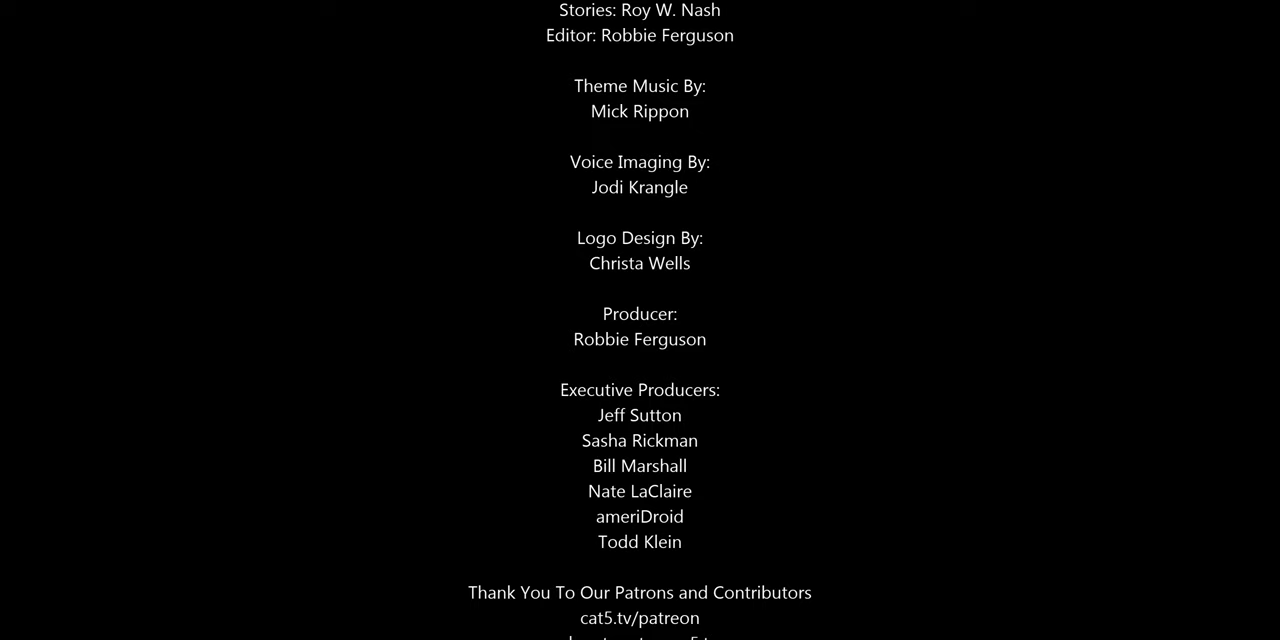 Stories: Roy W. Nash
Editor: Robbie Ferguson
Theme Music By:
Mick Rippon
Voice Imaging By:
Jodi Krangle
Logo Design By:
Christa Wells
Producer:
Robbie Ferguson
Executive Producers:
Jeff Sutton
Sasha Rickman
Bill Marshall
Nate LaClaire
ameriDroid
Todd Klein
Thank You To Our Patrons and Contributors
cat5.tv/patreon